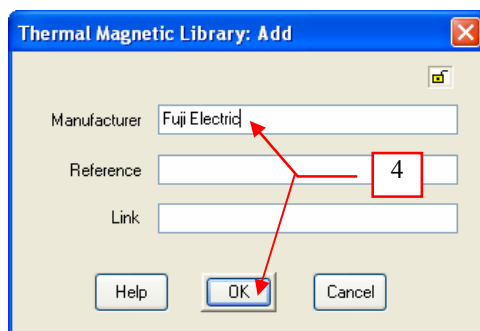 Thermal Magnetic Library: Add
Manufacturer Fuji Electric
Reference
4
Link
Help OK Cancel